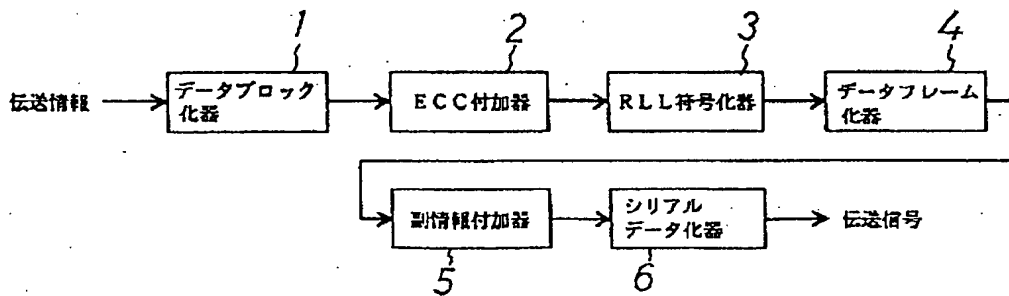 1
2
3
4
伝送情報
データブロック
化器
ECC付加器
RLL符号化器
データフレーム
化器
副情報付加器
シリアル
データ化器
伝送信号
5
6